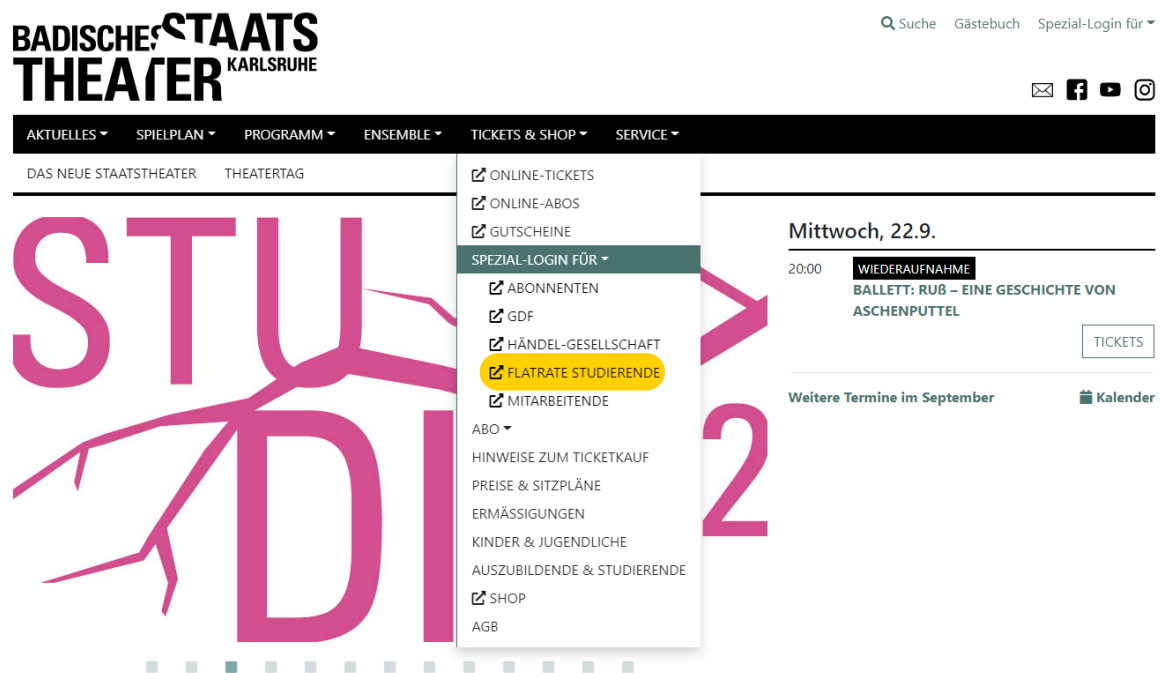 BADISCHES STAATS
THEATER KARLSRUHE
Suche Gästebuch Spezial-Login für
AKTUELLES SPIELPLAN PROGRAMM ENSEMBLE TICKETS & SHOP SERVICE
DAS NEUE STAATSTHEATER THEATERTAG
ONLINE-TICKETS
ONLINE-ABOS
GUTSCHEINE
SPEZIAL-LOGIN FÜR
ABONNENTEN
GDF
HÄNDEL-GESELLSCHAFT
FLATRATE STUDIERENDE
MITARBEITENDE
ABO
HINWEISE ZUM TICKETKAUF
PREISE & SITZPLÄNE
ERMÄSSIGUNGEN
KINDER & JUGENDLICHE
AUSZUBILDENDE & STUDIERENDE
SHOP
AGB
STU
DI 2
Mittwoch, 22.9.
20:00 WIEDERAUFNAHME
BALLETT: RUß – EINE GESCHICHTE VON
ASCHENPUTTEL
TICKETS
Weitere Termine im September Kalender